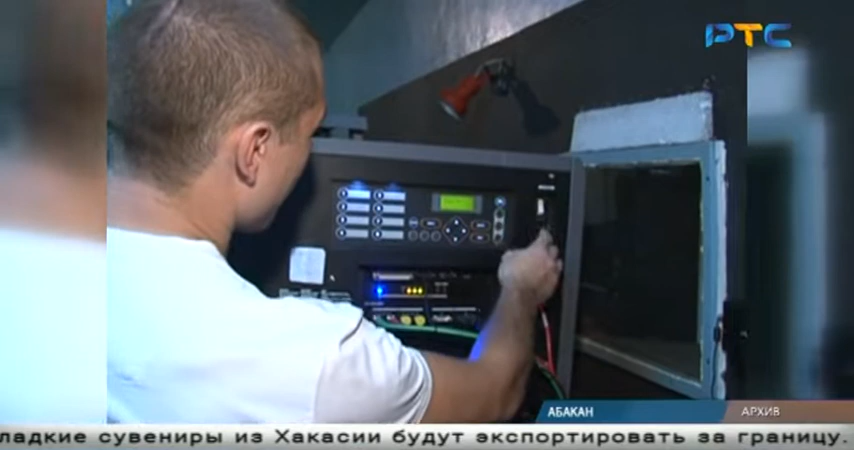 РТС
АБАКАН
АРХИВ
ладкие сувениры из Хакасии будут экспортировать за границу.